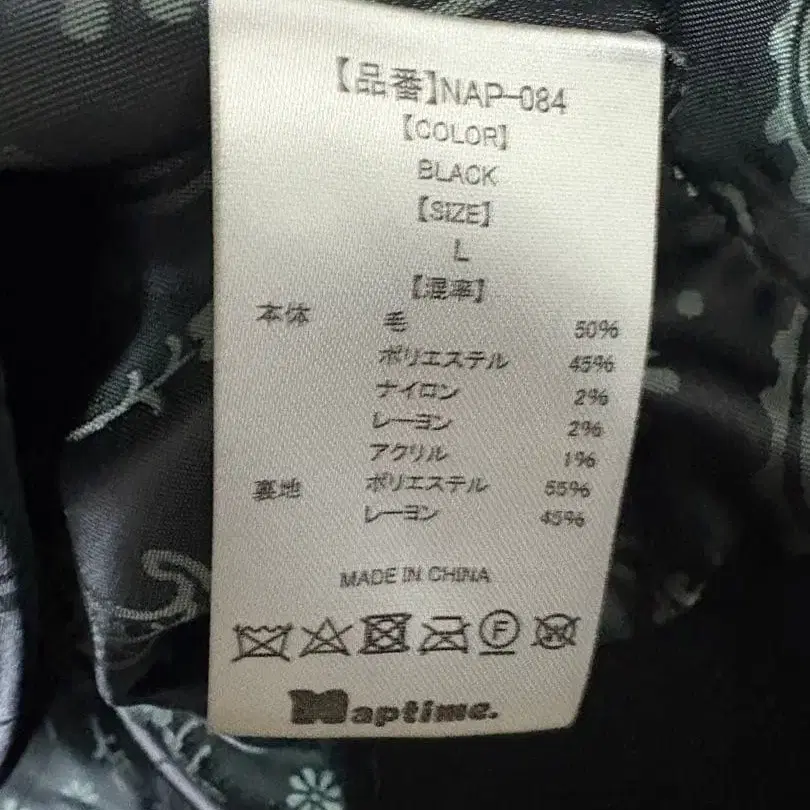 【品番】NAP-084
【COLOR】
BLACK
【SIZE】
L
【混率】
本体 毛 50%
ポリエステル 45%
ナイロン 2%
レーヨン 2%
アクリル 1%
裏地 ポリエステル 55%
レーヨン 45%
MADE IN CHINA
F W
Naptime.